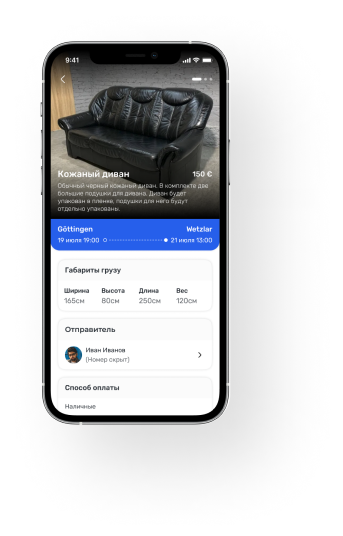 9:41
Кожаный диван 150 €
Обычный черный кожаный диван. В комплекте две
большие подушки для дивана. Диван будет
упакован в пленке, подушки для него будут
отдельно упакованы.
Göttingen Wetzlar
19 июля 19:00 21 июля 13:00
Габариты грузу
Ширина Высота Длина Вес
165см 80см 250см 120см
Отправитель
Иван Иванов
(Номер скрыт)
Способ оплаты
Наличные